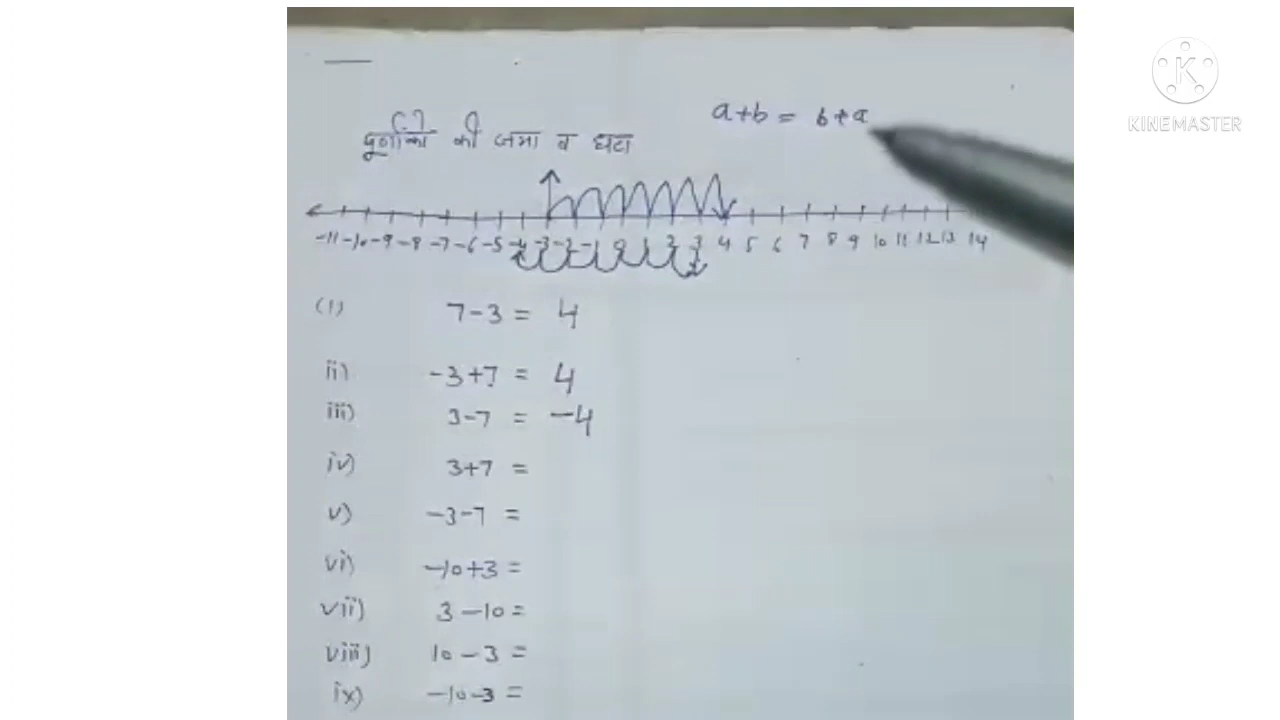 a+b = b+a
पूर्णांकों की जमा व घटा
-11 -10 -9 -8 -7 -6 -5 -4 -3 -2 -1 0 1 2 3 4 5 6 7 8 9 10 11 12 13 14
(i) 7-3 = 4
ii) -3+7 = 4
iii) 3-7 = -4
iv) 3+7 =
v) -3-7 =
vi) -10+3 =
vii) 3-10 =
viii) 10-3 =
ix) -10-3 =
KINEMASTER